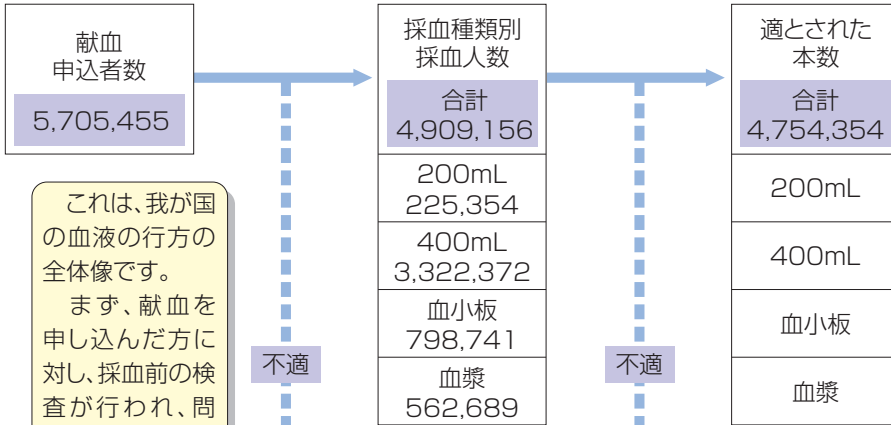 献血
申込者数
5,705,455
これは、我が国
の血液の行方の
全体像です。
まず、献血を
申し込んだ方に
対し、採血前の検
査が行われ、問
不適
採血種類別
採血人数
合計
4,909,156
200mL
225,354
400mL
3,322,372
血小板
798,741
血漿
562,689
不適
適とされた
本数
合計
4,754,354
200mL
400mL
血小板
血漿